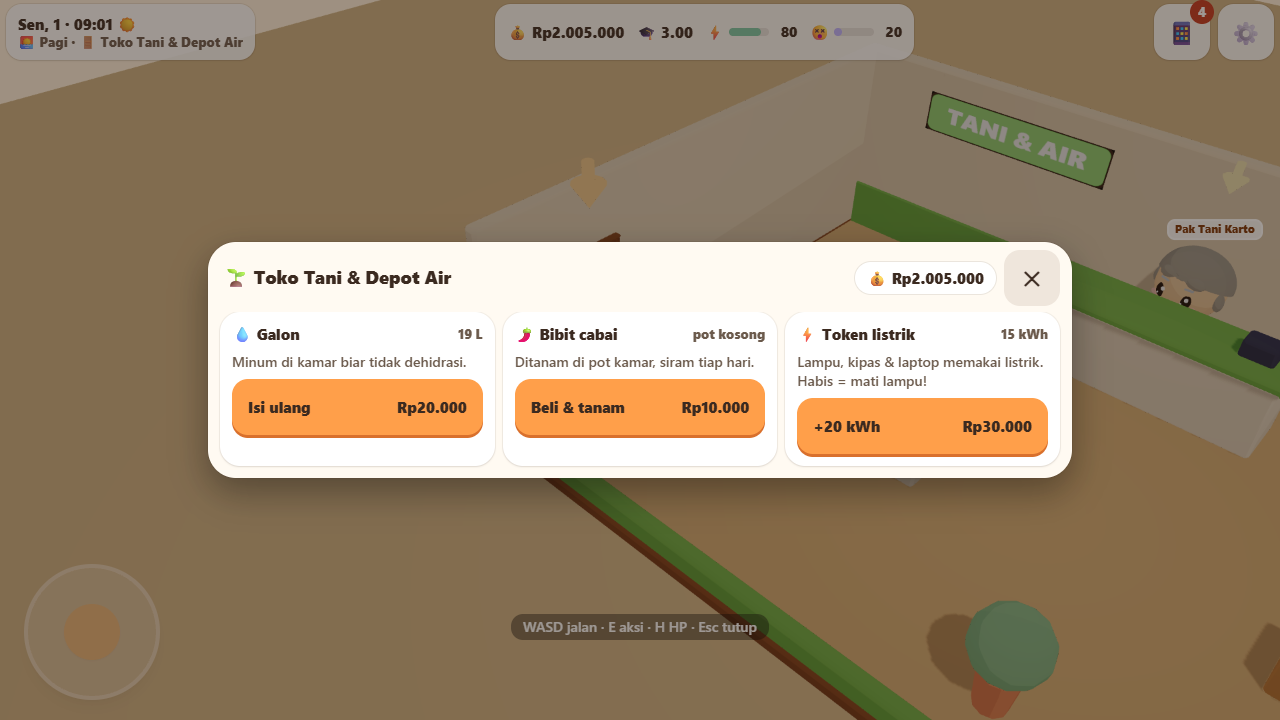 Sen, 1 · 09:01
Pagi · Toko Tani & Depot Air
Rp2.005.000
3.00
80
20
4
TANI & AIR
Pak Tani Karto
Toko Tani & Depot Air
Rp2.005.000
Galon
19 L
Minum di kamar biar tidak dehidrasi.
Isi ulang
Rp20.000
Bibit cabai
pot kosong
Ditanam di pot kamar, siram tiap hari.
Beli & tanam
Rp10.000
Token listrik
15 kWh
Lampu, kipas & laptop memakai listrik.
Habis = mati lampu!
+20 kWh
Rp30.000
WASD jalan · E aksi · H HP · Esc tutup